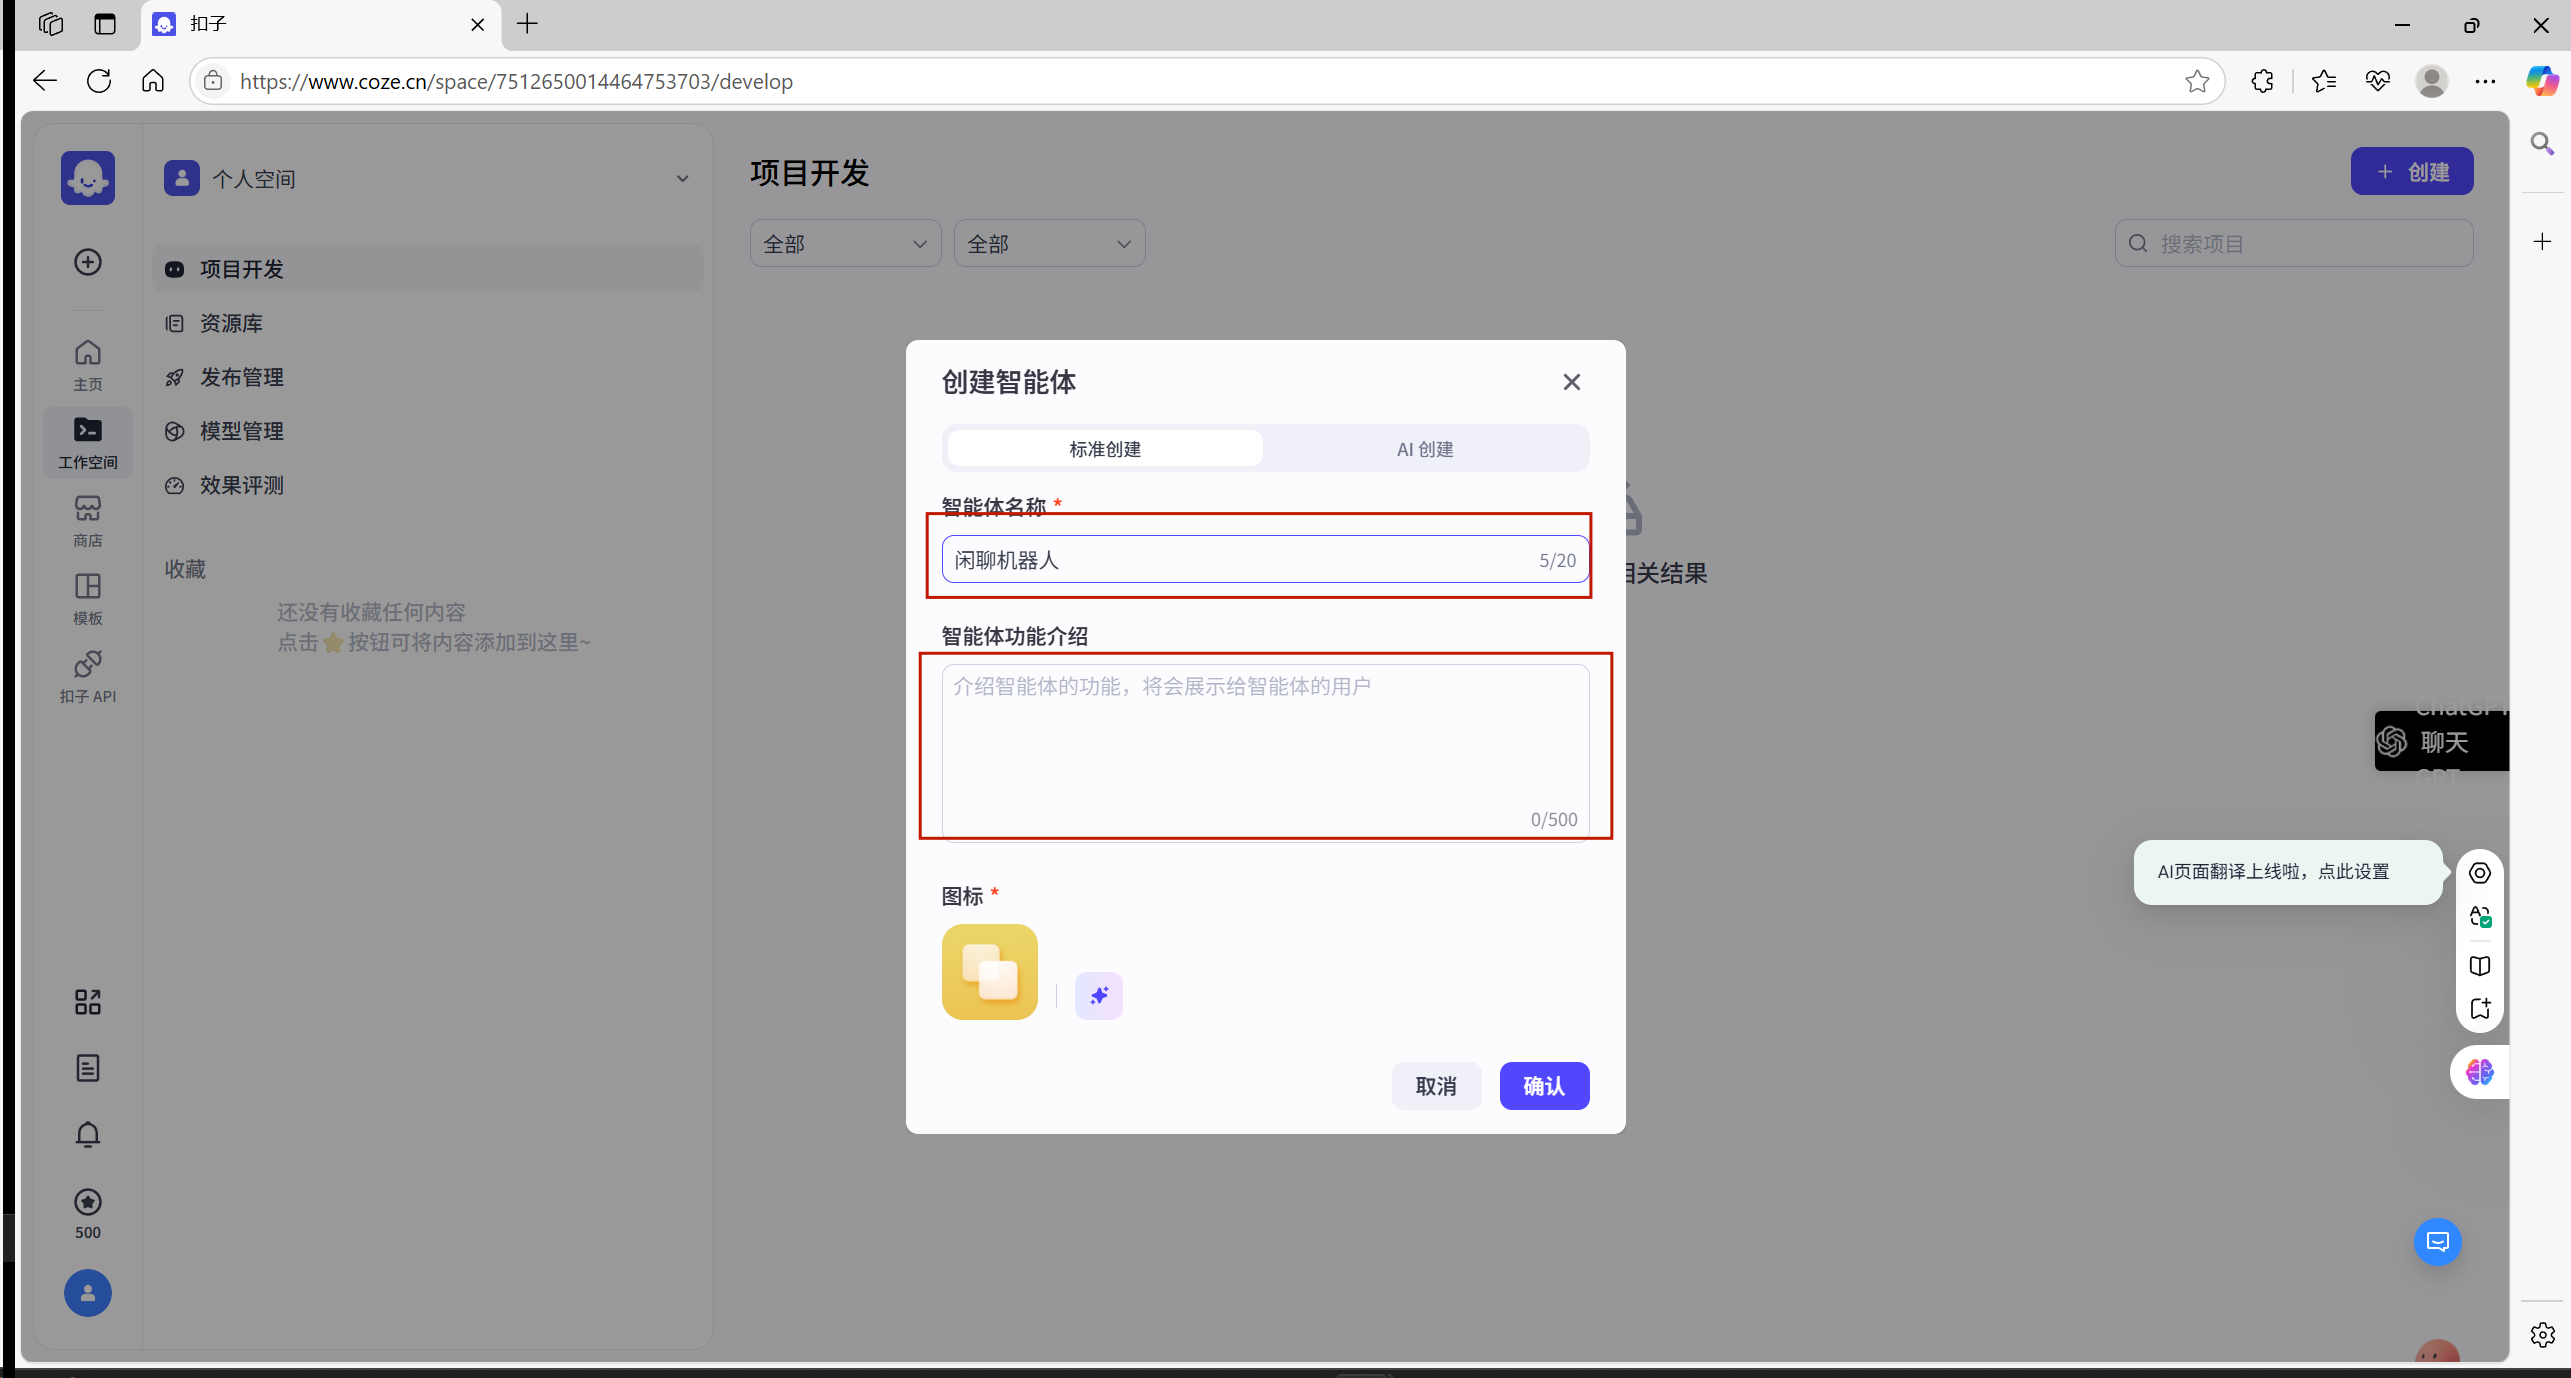 扣子
https://www.coze.cn/space/7512650014464753703/develop
个人空间
项目开发
资源库
发布管理
模型管理
效果评测
收藏
还没有收藏任何内容
点击⭐按钮可将内容添加到这里~
主页
工作空间
商店
模板
扣子 API
500
项目开发
创建
全部
全部
搜索项目
相关结果
创建智能体
标准创建
AI 创建
智能体名称 *
闲聊机器人
5/20
智能体功能介绍
介绍智能体的功能，将会展示给智能体的用户
0/500
图标 *
取消
确认
ChatGPT
聊天
GPT
AI页面翻译上线啦，点此设置